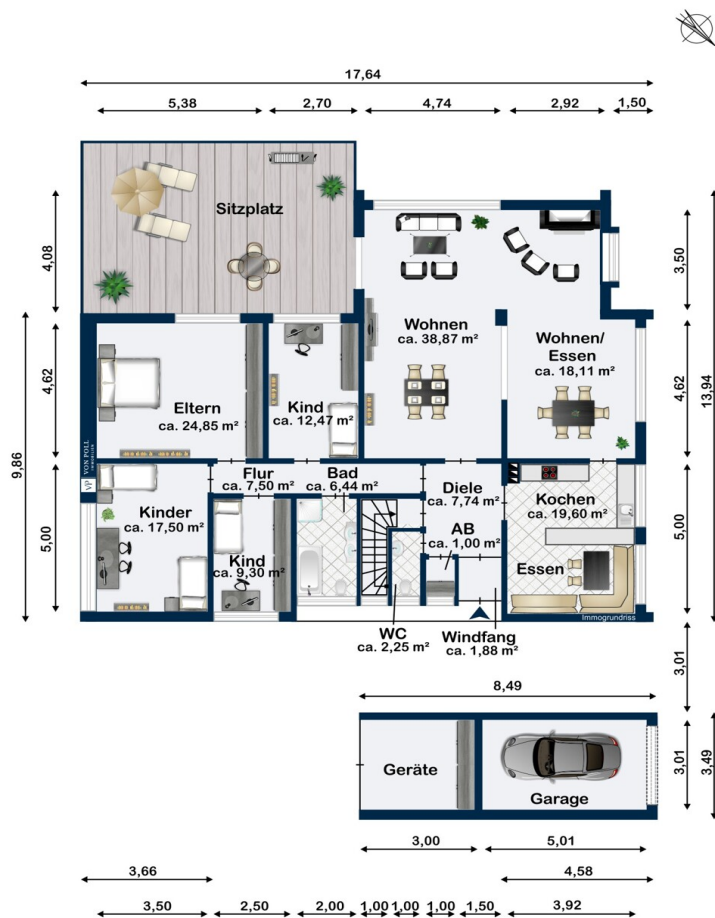 17,64
5,38
2,70
4,74
2,92
1,50
Sitzplatz
4,08
3,50
Wohnen
ca. 38,87 m²
Wohnen/
Essen
ca. 18,11 m²
4,62
4,62
13,94
9,86
Eltern
ca. 24,85 m²
Kind
ca. 12,47 m²
VON POLL
IMMOBILIEN
VP
Flur
ca. 7,50 m²
Bad
ca. 6,44 m²
Diele
ca. 7,74 m²
Kochen
ca. 19,60 m²
Kinder
ca. 17,50 m²
5,00
5,00
Kind
ca. 9,30 m²
AB
ca. 1,00 m²
Essen
Immogrundriss
WC
ca. 2,25 m²
Windfang
ca. 1,88 m²
3,01
8,49
Geräte
Garage
3,01
3,49
3,00
5,01
3,66
4,58
3,50
2,50
2,00
1,00
1,00
1,00
1,50
3,92